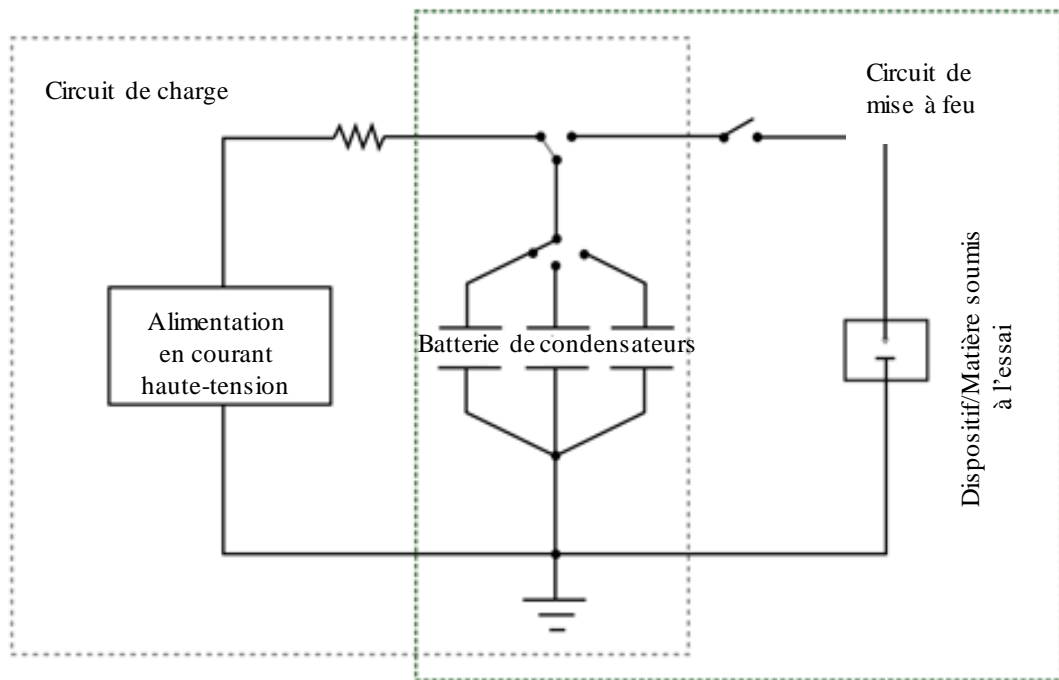 Circuit de charge
Circuit de
mise à feu
Alimentation
en courant
haute-tension
Batterie de condensateurs
Dispositif/Matière soumis
à l'essai